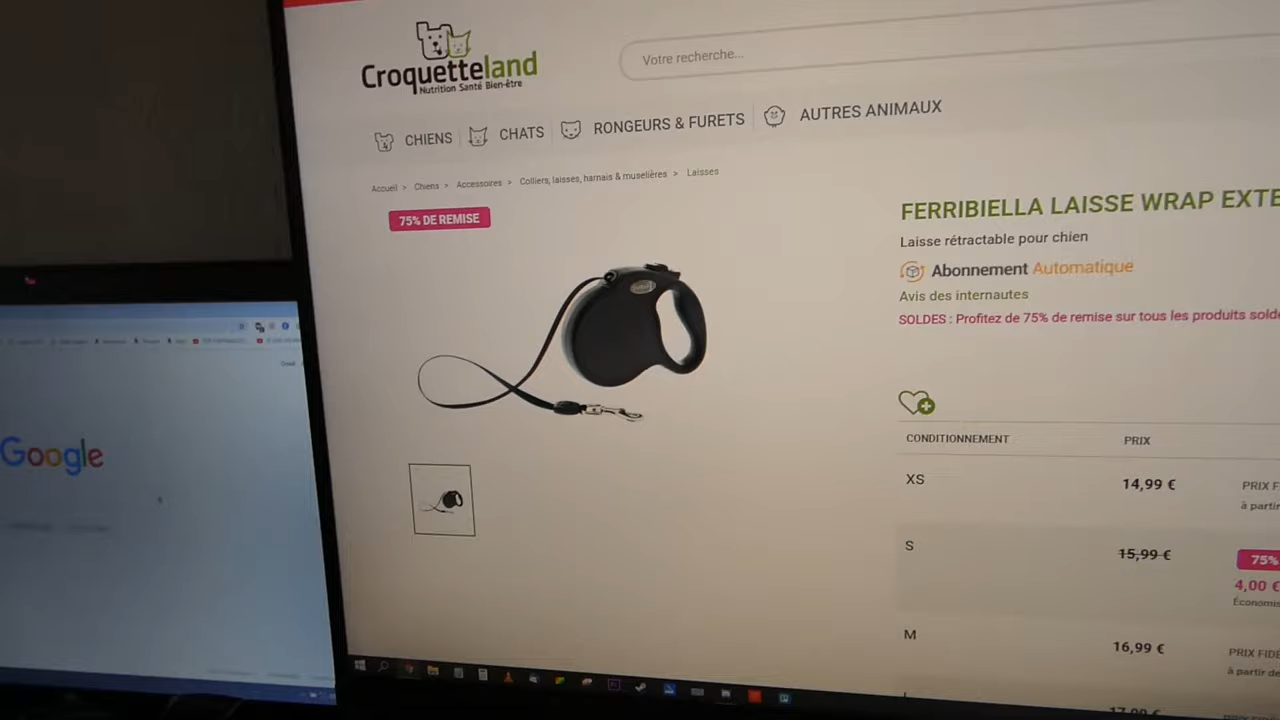 Croquetteland
Nutrition Santé Bien-être
Votre recherche...
CHIENS
CHATS
RONGEURS & FURETS
AUTRES ANIMAUX
Accueil > Chiens > Accessoires > Colliers, laisses, harnais & muselières > Laisses
75% DE REMISE
FERRIBIELLA LAISSE WRAP EXTE
Laisse rétractable pour chien
Abonnement Automatique
Avis des internautes
SOLDES : Profitez de 75% de remise sur tous les produits solde
CONDITIONNEMENT
PRIX
XS
14,99 €
PRIX F
à partir
S
15,99 €
75%
4,00 €
Économis
M
16,99 €
PRIX FIDE
à partir de
L
17,99 €
Google